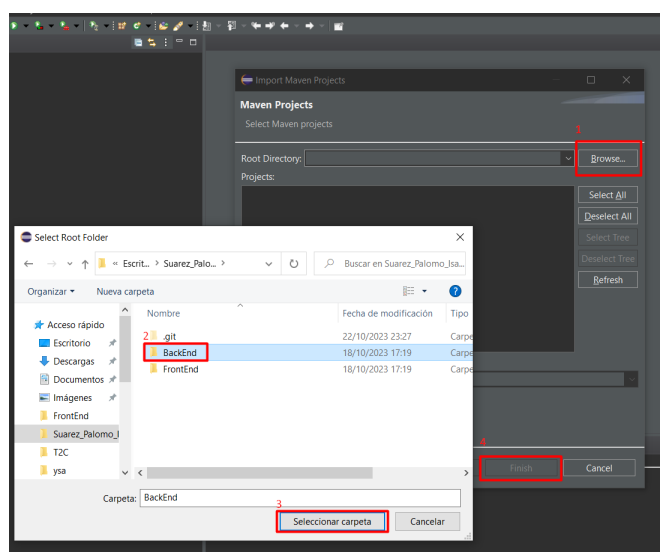 Import Maven Projects
Maven Projects
Select Maven projects
1
Root Directory:
Browse...
Projects:
Select All
Deselect All
Select Tree
Deselect Tree
Refresh
Select Root Folder
« Escrit... > Suarez_Palo... >
Buscar en Suarez_Palomo_Isa...
Organizar
Nueva carpeta
Nombre
Fecha de modificación
Tipo
Acceso rápido
Escritorio
Descargas
Documentos
Imágenes
FrontEnd
Suarez_Palomo_I
T2C
ysa
2
.git
22/10/2023 23:27
Carpe
BackEnd
18/10/2023 17:19
Carpe
FrontEnd
18/10/2023 17:19
Carpe
4
Finish
Cancel
Carpeta:
BackEnd
3
Seleccionar carpeta
Cancelar